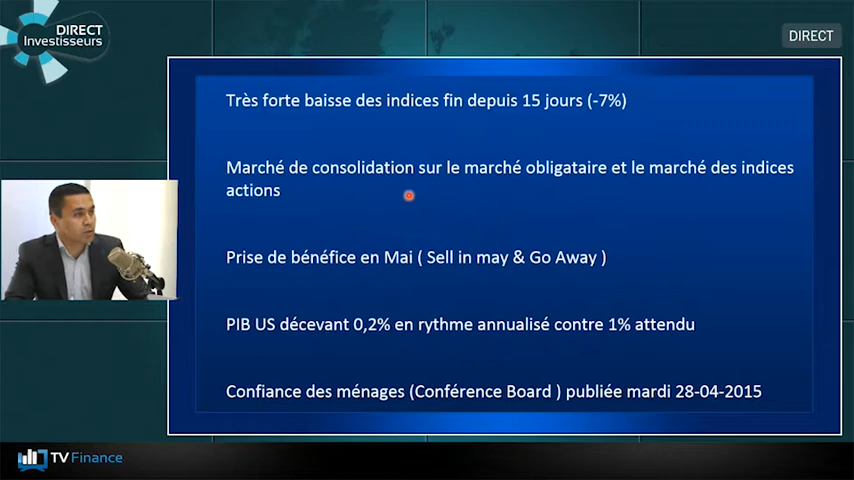 DIRECT
Investisseurs
DIRECT
Très forte baisse des indices fin depuis 15 jours (-7%)
Marché de consolidation sur le marché obligataire et le marché des indices
actions
Prise de bénéfice en Mai ( Sell in may & Go Away )
PIB US décevant 0,2% en rythme annualisé contre 1% attendu
Confiance des ménages (Conférence Board ) publiée mardi 28-04-2015
TV Finance